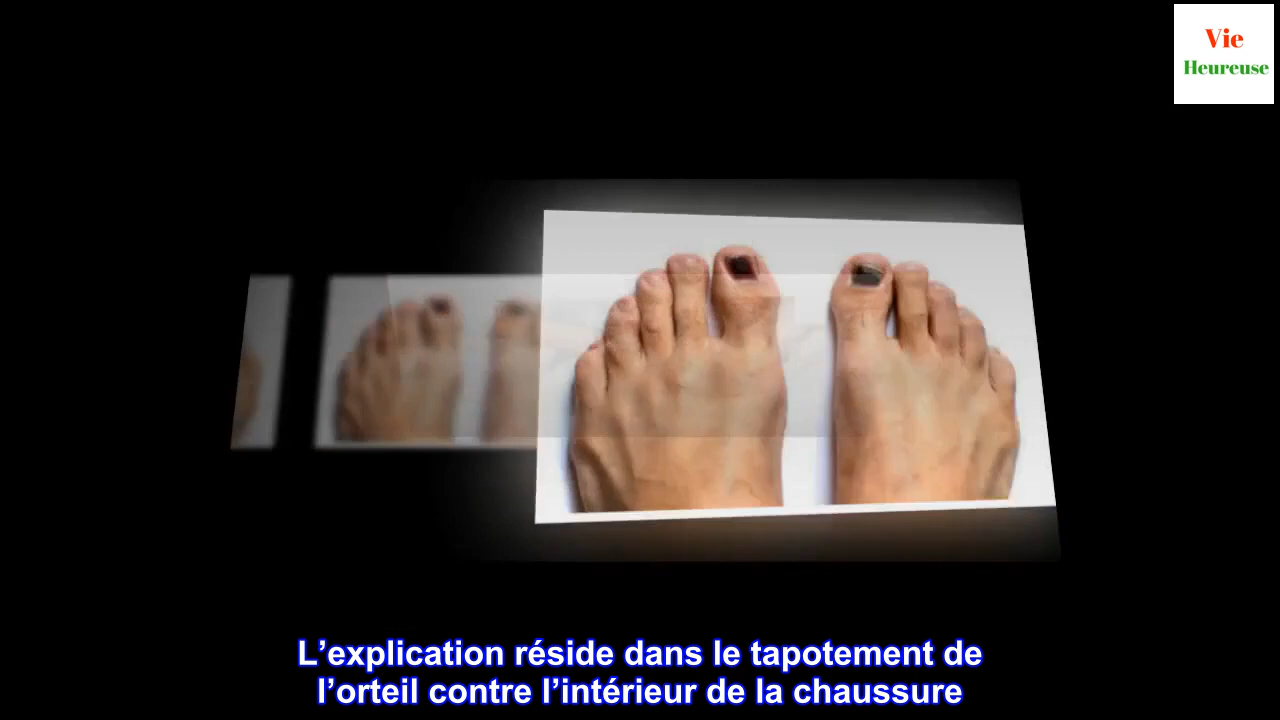 Vie
Heureuse
L’explication réside dans le tapotement de
l’orteil contre l’intérieur de la chaussure